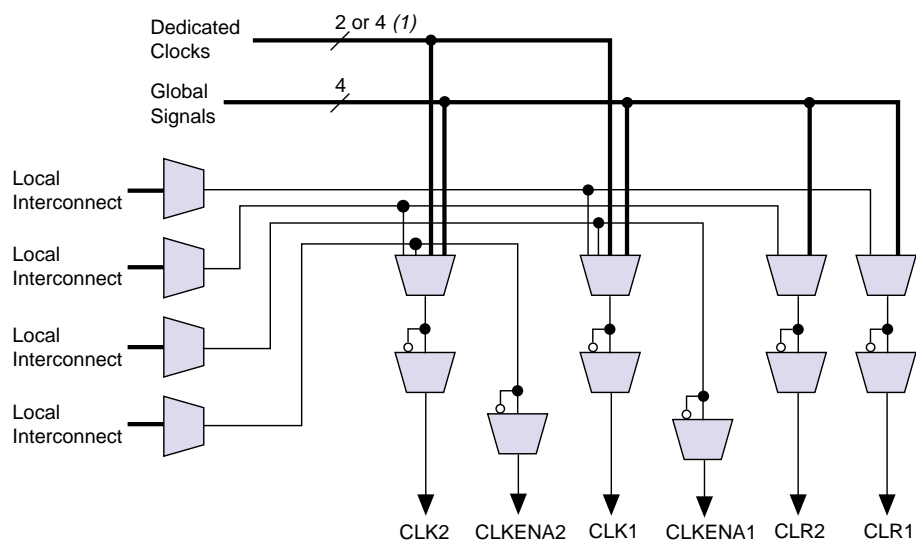 Dedicated
Clocks
2 or 4 (1)
Global
Signals
4
Local
Interconnect
Local
Interconnect
Local
Interconnect
Local
Interconnect
CLK2
CLKENA2
CLK1
CLKENA1
CLR2
CLR1